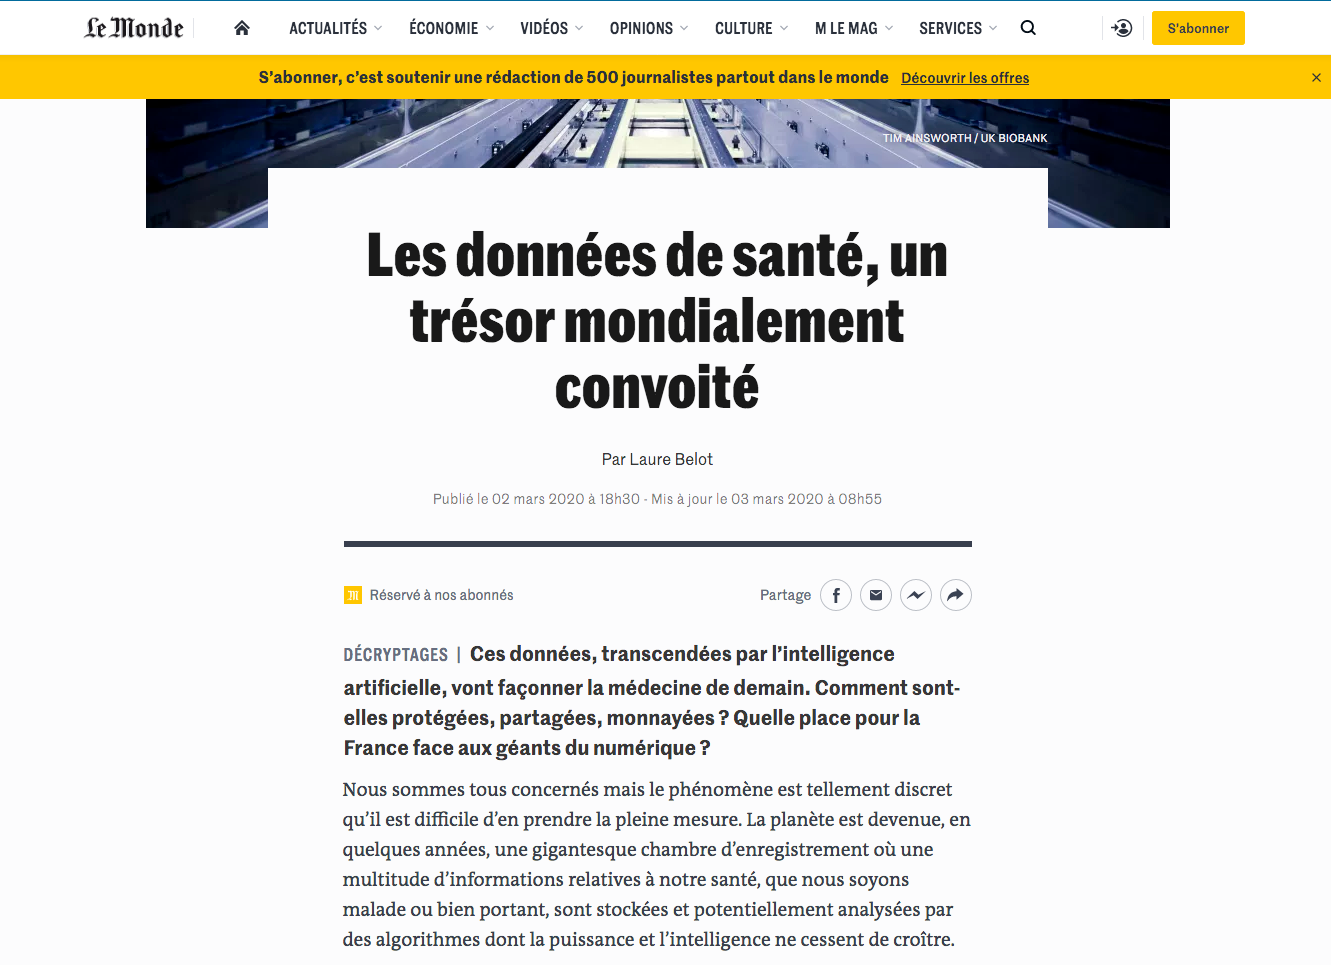 Le Monde
ACTUALITÉS ÉCONOMIE VIDÉOS OPINIONS CULTURE M LE MAG SERVICES
S'abonner
S'abonner, c'est soutenir une rédaction de 500 journalistes partout dans le monde Découvrir les offres
TIM AINSWORTH / UK BIOBANK
Les données de santé, un
trésor mondialement
convoité
Par Laure Belot
Publié le 02 mars 2020 à 18h30 - Mis à jour le 03 mars 2020 à 08h55
Réservé à nos abonnés
Partage
DÉCRYPTAGES | Ces données, transcendées par l'intelligence
artificielle, vont façonner la médecine de demain. Comment sont-
elles protégées, partagées, monnayées ? Quelle place pour la
France face aux géants du numérique ?
Nous sommes tous concernés mais le phénomène est tellement discret
qu'il est difficile d'en prendre la pleine mesure. La planète est devenue, en
quelques années, une gigantesque chambre d'enregistrement où une
multitude d'informations relatives à notre santé, que nous soyons
malade ou bien portant, sont stockées et potentiellement analysées par
des algorithmes dont la puissance et l'intelligence ne cessent de croître.